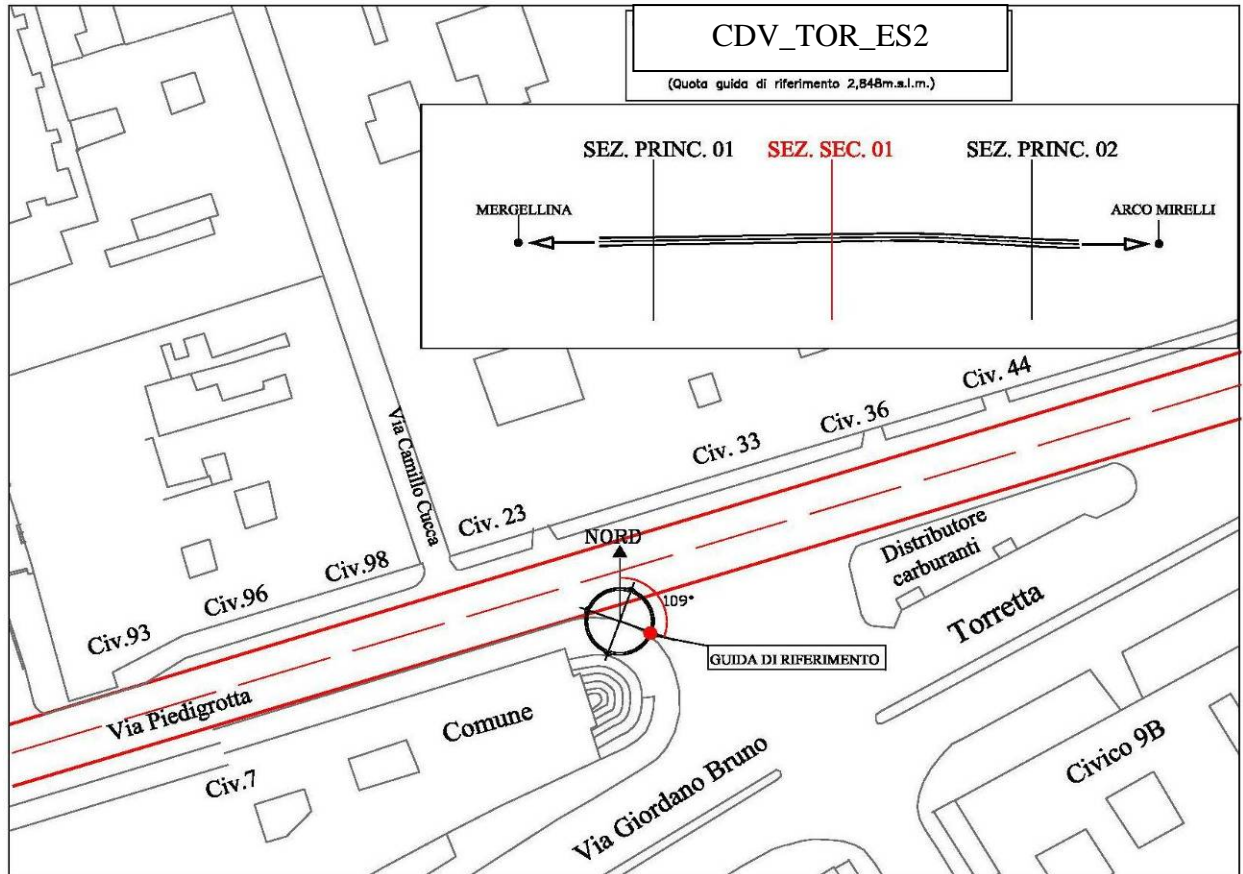 CDV_TOR_ES2
(Quota guida di riferimento 2,848m.s.l.m.)
SEZ. PRINC. 01
SEZ. SEC. 01
SEZ. PRINC. 02
MERGELLINA
ARCO MIRELLI
Civ. 44
Civ. 36
Civ. 33
Via Camillo Cucca
Civ. 23
NORD
Distributore
carburanti
Civ.98
Civ.96
109°
Torretta
Civ.93
GUIDA DI RIFERIMENTO
Via Piedigrotta
Comune
Civico 9B
Civ.7
Via Giordano Bruno